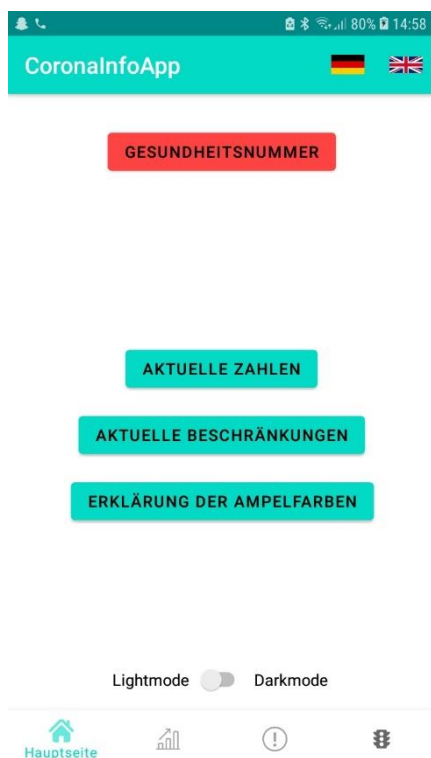 80% 14:58
CoronaInfoApp
GESUNDHEITSNUMMER
AKTUELLE ZAHLEN
AKTUELLE BESCHRÄNKUNGEN
ERKLÄRUNG DER AMPELFARBEN
Lightmode Darkmode
Hauptseite